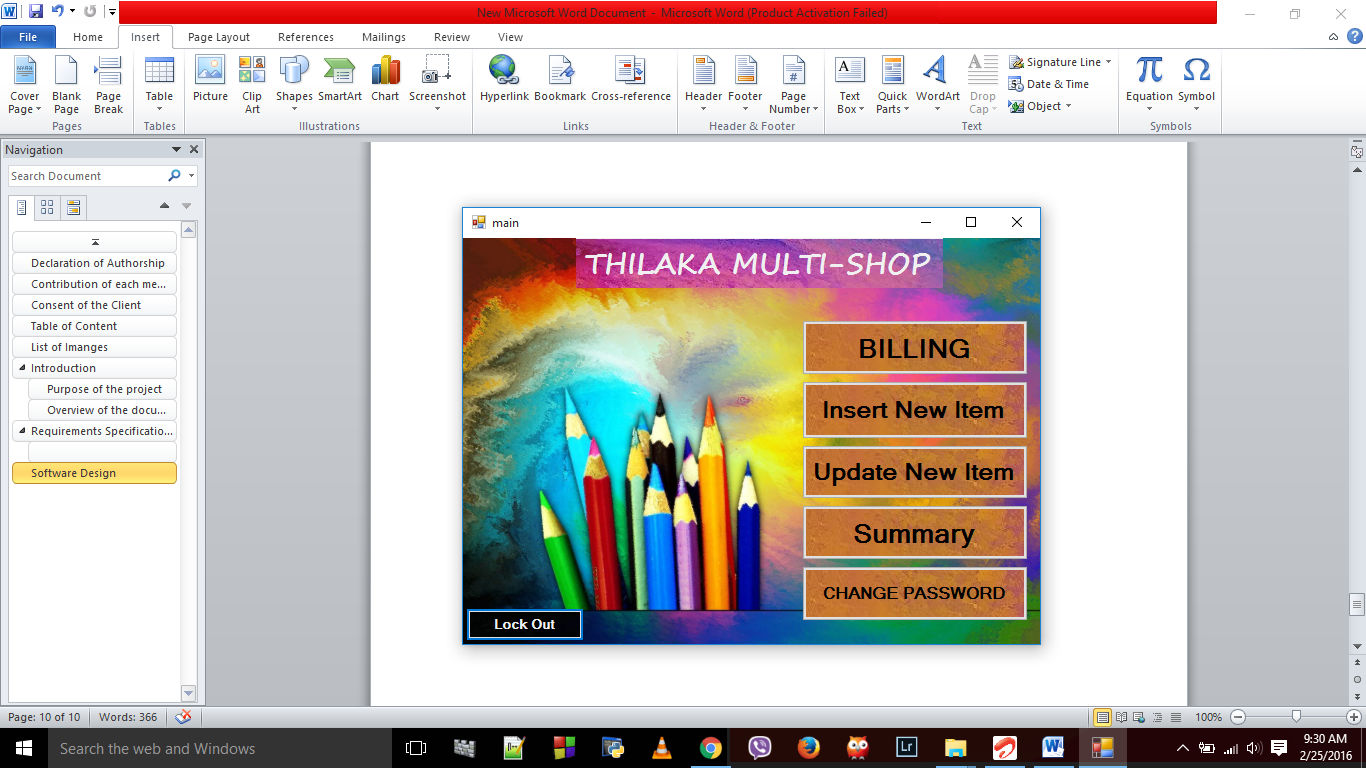 New Microsoft Word Document - Microsoft Word (Product Activation Failed)
File Home Insert Page Layout References Mailings Review View
Cover Page
Blank Page
Page Break
Table
Picture
Clip Art
Shapes
SmartArt
Chart
Screenshot
Hyperlink
Bookmark
Cross-reference
Header
Footer
Page Number
Text Box
Quick Parts
WordArt
Drop Cap
Signature Line
Date & Time
Object
Equation
Symbol
Pages Tables Illustrations Links Header & Footer Text Symbols
Navigation
Search Document
Declaration of Authorship
Contribution of each me...
Consent of the Client
Table of Content
List of Imanges
Introduction
Purpose of the project
Overview of the docu...
Requirements Specificatio...
Software Design
main
THILAKA MULTI-SHOP
BILLING
Insert New Item
Update New Item
Summary
CHANGE PASSWORD
Lock Out
Page: 10 of 10 Words: 366
100%
Search the web and Windows
Lr
9:30 AM
2/25/2016